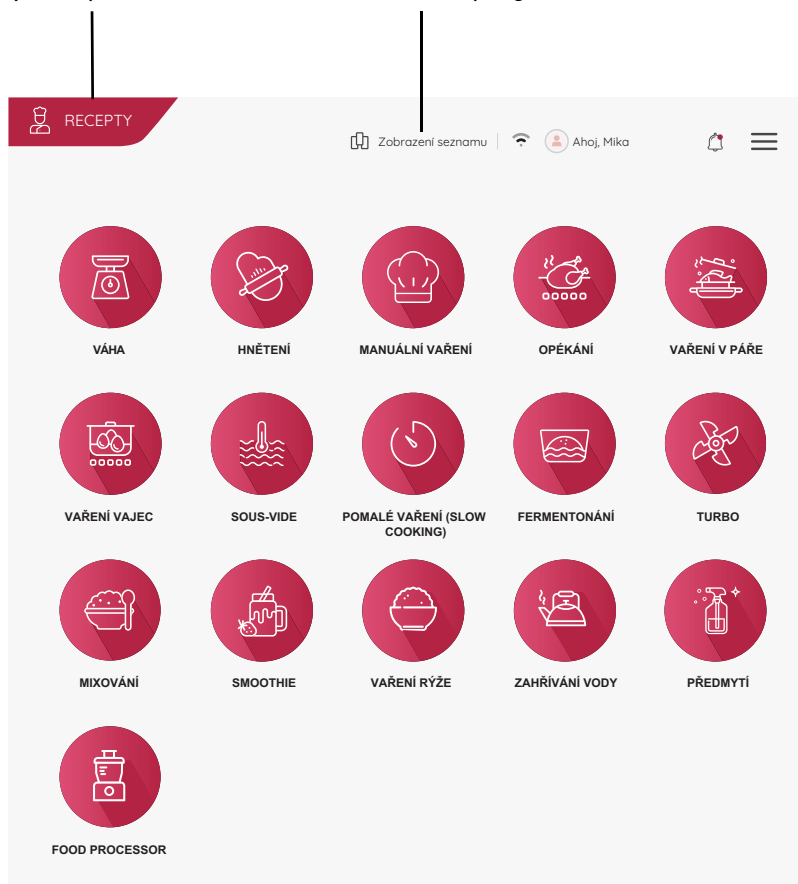 RECEPTY
Zobrazení seznamu
Ahoj, Mika
VÁHA
HNĚTENÍ
MANUÁLNÍ VAŘENÍ
OPÉKÁNÍ
VAŘENÍ V PÁŘE
VAŘENÍ VAJEC
SOUS-VIDE
POMALÉ VAŘENÍ (SLOW
COOKING)
FERMENTONÁNÍ
TURBO
MIXOVÁNÍ
SMOOTHIE
VAŘENÍ RÝŽE
ZAHŘÍVÁNÍ VODY
PŘEDMYTÍ
FOOD PROCESSOR